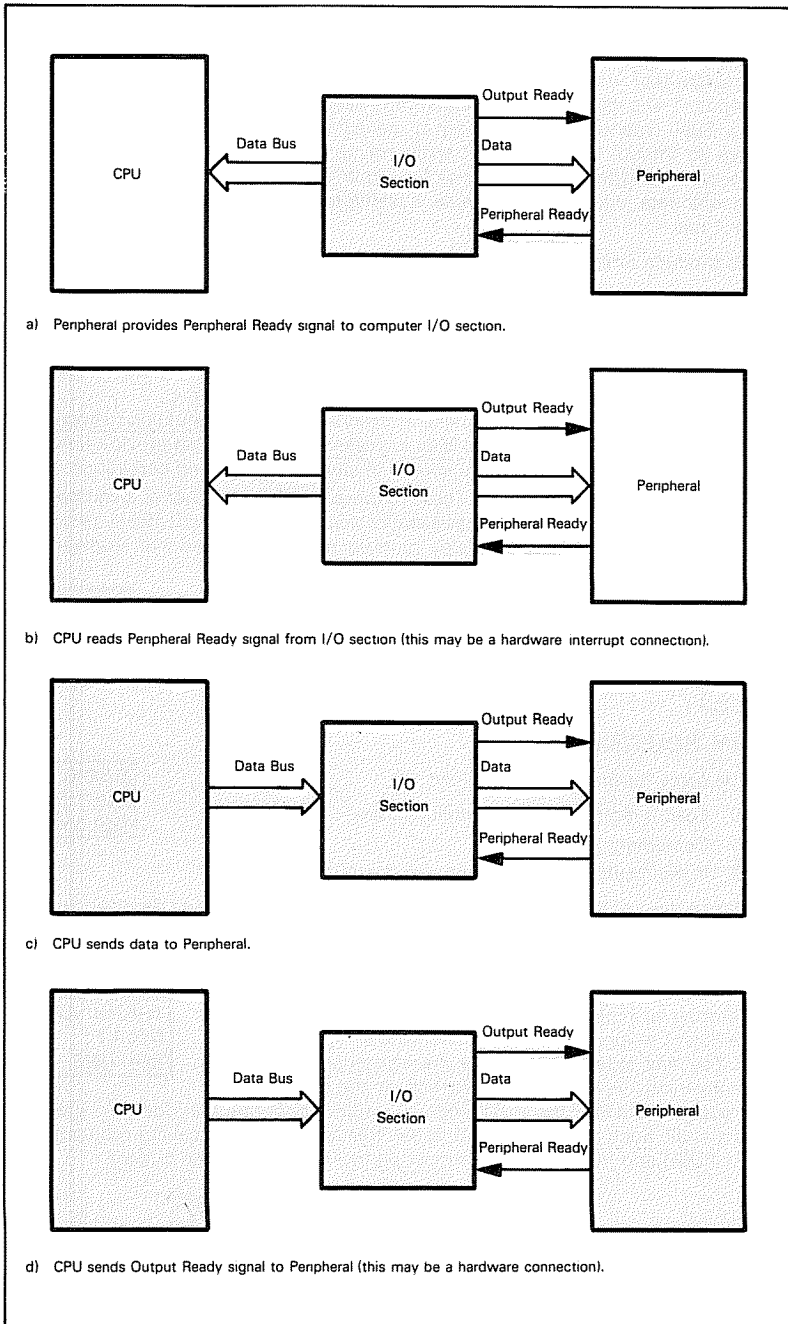 Output Ready
Data Bus
I/O
Data
CPU
Section
Peripheral
Peripheral Ready
a) Peripheral provides Peripheral Ready signal to computer I/O section.
Output Ready
Data Bus
I/O
Data
CPU
Section
Peripheral
Peripheral Ready
b) CPU reads Peripheral Ready signal from I/O section (this may be a hardware interrupt connection).
Output Ready
Data Bus
I/O
Data
CPU
Section
Peripheral
Peripheral Ready
c) CPU sends data to Peripheral.
Output Ready
Data Bus
I/O
Data
CPU
Section
Peripheral
Peripheral Ready
d) CPU sends Output Ready signal to Peripheral (this may be a hardware connection).